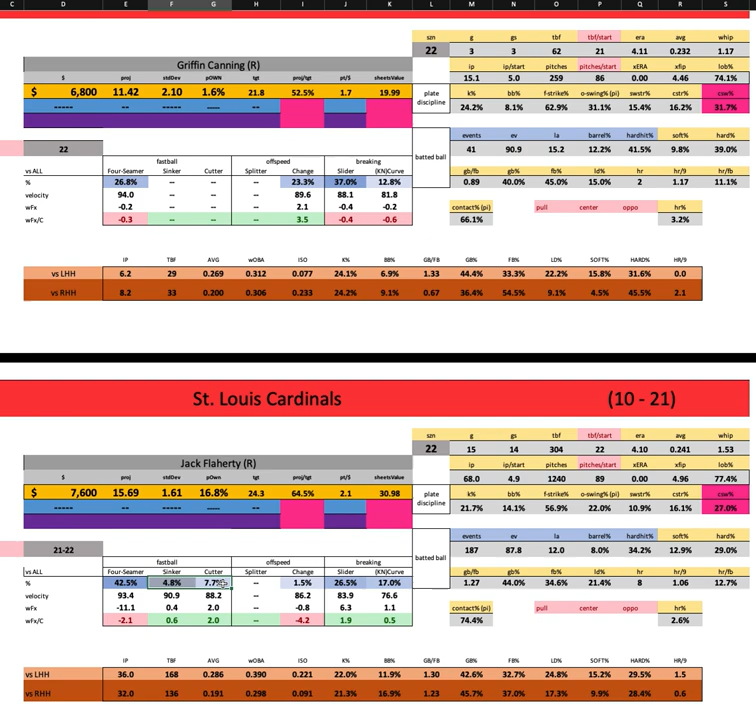 C D E F G H I J K L M N O P Q R S
szn g gs tbf tbf/start era avg whip
22 3 3 62 21 4.11 0.232 1.17
Griffin Canning (R) ip ip/start pitches pitches/start xERA xfip lob%
15.1 5.0 259 86 0.00 4.46 74.1%
$ proj stdDev pOWN tgt proj/tgt pt/$ sheetsValue
$ 6,800 11.42 2.10 1.6% 21.8 52.5% 1.7 19.99
plate discipline k% bb% f-strike% o-swing% (pi) swstr% cstr% csw%
----- -- --- ---- -- 24.2% 8.1% 62.9% 31.1% 15.4% 16.2% 31.7%
events ev la barrel% hardhit% soft% hard%
22 batted ball 41 90.9 15.2 12.2% 41.5% 9.8% 39.0%
fastball offspeed breaking gb/fb gb% fb% ld% hr hr/9 hr/fb
vs ALL Four-Seamer Sinker Cutter Splitter Change Slider (KN)Curve 0.89 40.0% 45.0% 15.0% 2 1.17 11.1%
% 26.8% -- -- -- 23.3% 37.0% 12.8%
velocity 94.0 -- -- -- 89.6 88.1 81.8
wFx -0.2 -- -- -- 2.1 -0.4 -0.2 contact% (pi) pull center oppo hr%
wFx/C -0.3 -- -- -- 3.5 -0.4 -0.6 66.1% 3.2%
IP TBF AVG wOBA ISO K% BB% GB/FB GB% FB% LD% SOFT% HARD% HR/9
vs LHH 6.2 29 0.269 0.312 0.077 24.1% 6.9% 1.33 44.4% 33.3% 22.2% 15.8% 31.6% 0.0
vs RHH 8.2 33 0.200 0.306 0.233 24.2% 9.1% 0.67 36.4% 54.5% 9.1% 4.5% 45.5% 2.1
St. Louis Cardinals (10 - 21)
szn g gs tbf tbf/start era avg whip
22 15 14 304 22 4.10 0.241 1.53
Jack Flaherty (R) ip ip/start pitches pitches/start xERA xfip lob%
68.0 4.9 1240 89 0.00 4.96 77.4%
$ proj stdDev pOwn tgt proj/tgt pt/$ sheetsValue
$ 7,600 15.69 1.61 16.8% 24.3 64.5% 2.1 30.98
plate discipline k% bb% f-strike% o-swing% (pi) swstr% cstr% csw%
----- -- --- ---- -- 21.7% 14.1% 56.9% 22.0% 10.9% 16.1% 27.0%
events ev la barrel% hardhit% soft% hard%
21-22 batted ball 187 87.8 12.0 8.0% 34.2% 12.9% 29.0%
fastball offspeed breaking gb/fb gb% fb% ld% hr hr/9 hr/fb
vs ALL Four-Seamer Sinker Cutter Splitter Change Slider (KN)Curve 1.27 44.0% 34.6% 21.4% 8 1.06 12.7%
% 42.5% 4.8% 7.7% -- 1.5% 26.5% 17.0%
velocity 93.4 90.9 88.2 -- 86.2 83.9 76.6
wFx -11.1 0.4 2.0 -- -0.8 6.3 1.1 contact% (pi) pull center oppo hr%
wFx/C -2.1 0.6 2.0 -- -4.2 1.9 0.5 74.4% 2.6%
IP TBF AVG wOBA ISO K% BB% GB/FB GB% FB% LD% SOFT% HARD% HR/9
vs LHH 36.0 168 0.286 0.390 0.221 22.0% 11.9% 1.30 42.6% 32.7% 24.8% 15.2% 29.5% 1.5
vs RHH 32.0 136 0.191 0.298 0.091 21.3% 16.9% 1.23 45.7% 37.0% 17.3% 9.9% 28.4% 0.6